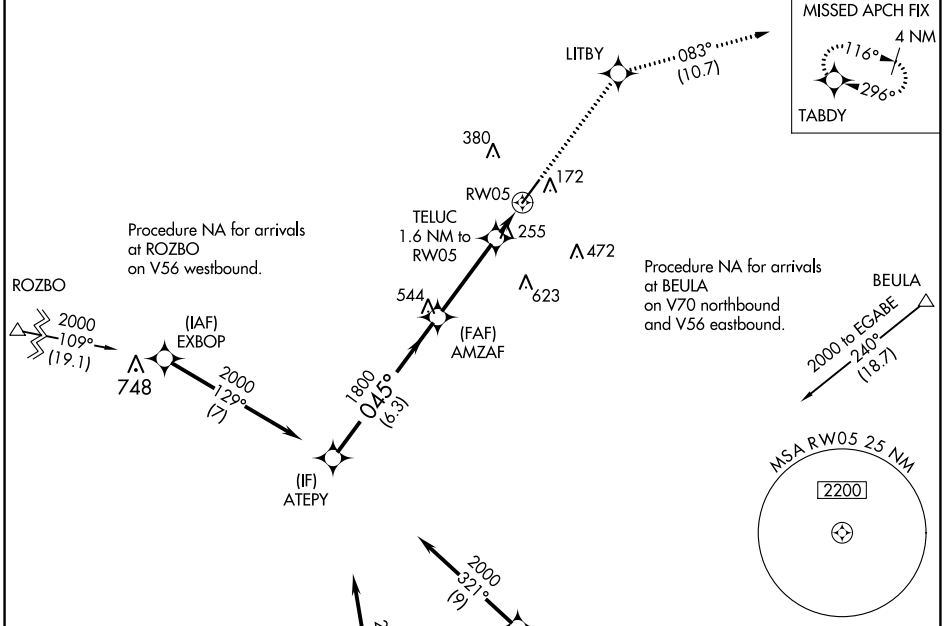 MISSED APCH FIX
4 NM
116°
296°
TABDY
LITBY
083°
(10.7)
380
172
RW05
TELUC
1.6 NM to
RW05
255
472
623
544
(FAF)
AMZAF
Procedure NA for arrivals
at ROZBO
on V56 westbound.
Procedure NA for arrivals
at BEULA
on V70 northbound
and V56 eastbound.
BEULA
2000 to EGABE
240°
(18.7)
ROZBO
2000
109°
(19.1)
748
(IAF)
EXBOP
2000
129°
(7)
1800
045°
(6.3)
(IF)
ATEPY
MSA RW05 25 NM
2200
2000
321°
(9)